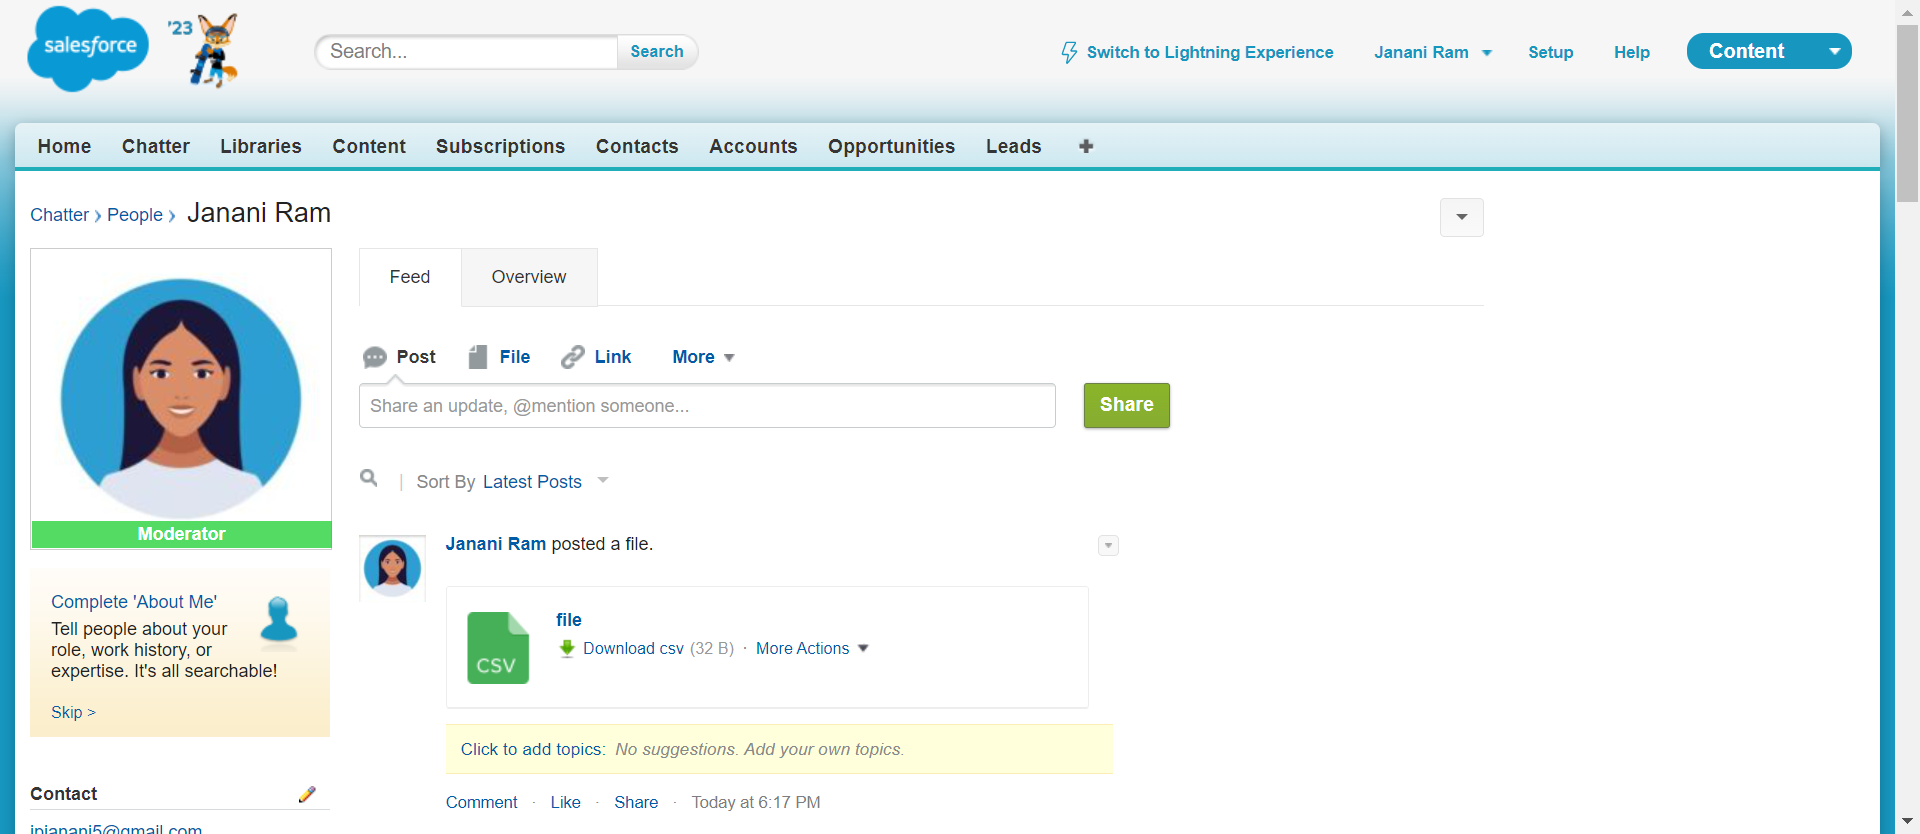 salesforce '23 Search... Search Switch to Lightning Experience Janani Ram Setup Help Content
Home Chatter Libraries Content Subscriptions Contacts Accounts Opportunities Leads
Chatter People Janani Ram
Feed Overview
Post File Link More
Share an update, @mention someone... Share
Sort By Latest Posts
Moderator
Janani Ram posted a file.
file
Download csv (32 B) · More Actions
CSV
Complete 'About Me'
Tell people about your
role, work history, or
expertise. It's all searchable!
Skip >
Click to add topics: No suggestions. Add your own topics.
Contact
Comment · Like · Share · Today at 6:17 PM